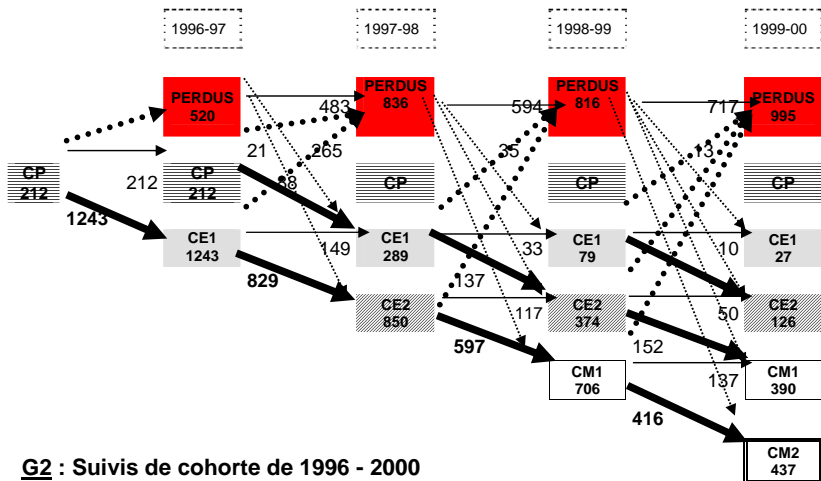 1996-97
1997-98
1998-99
1999-00
PERDUS
520
483
PERDUS
836
594
PERDUS
816
717
PERDUS
995
21
265
35
13
CP
212
212
CP
212
88
CP
CP
CP
1243
CE1
1243
149
CE1
289
33
CE1
79
10
CE1
27
829
137
CE2
850
117
CE2
374
50
CE2
126
597
152
CM1
706
137
CM1
390
416
CM2
437
G2 : Suivis de cohorte de 1996 - 2000